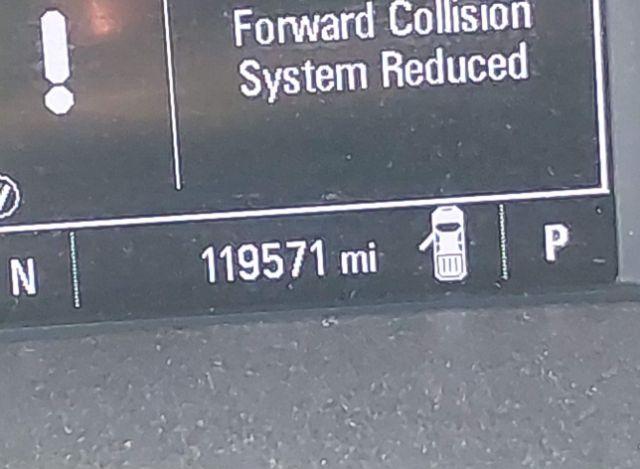 Forward Collision
System Reduced
N 119571 mi P